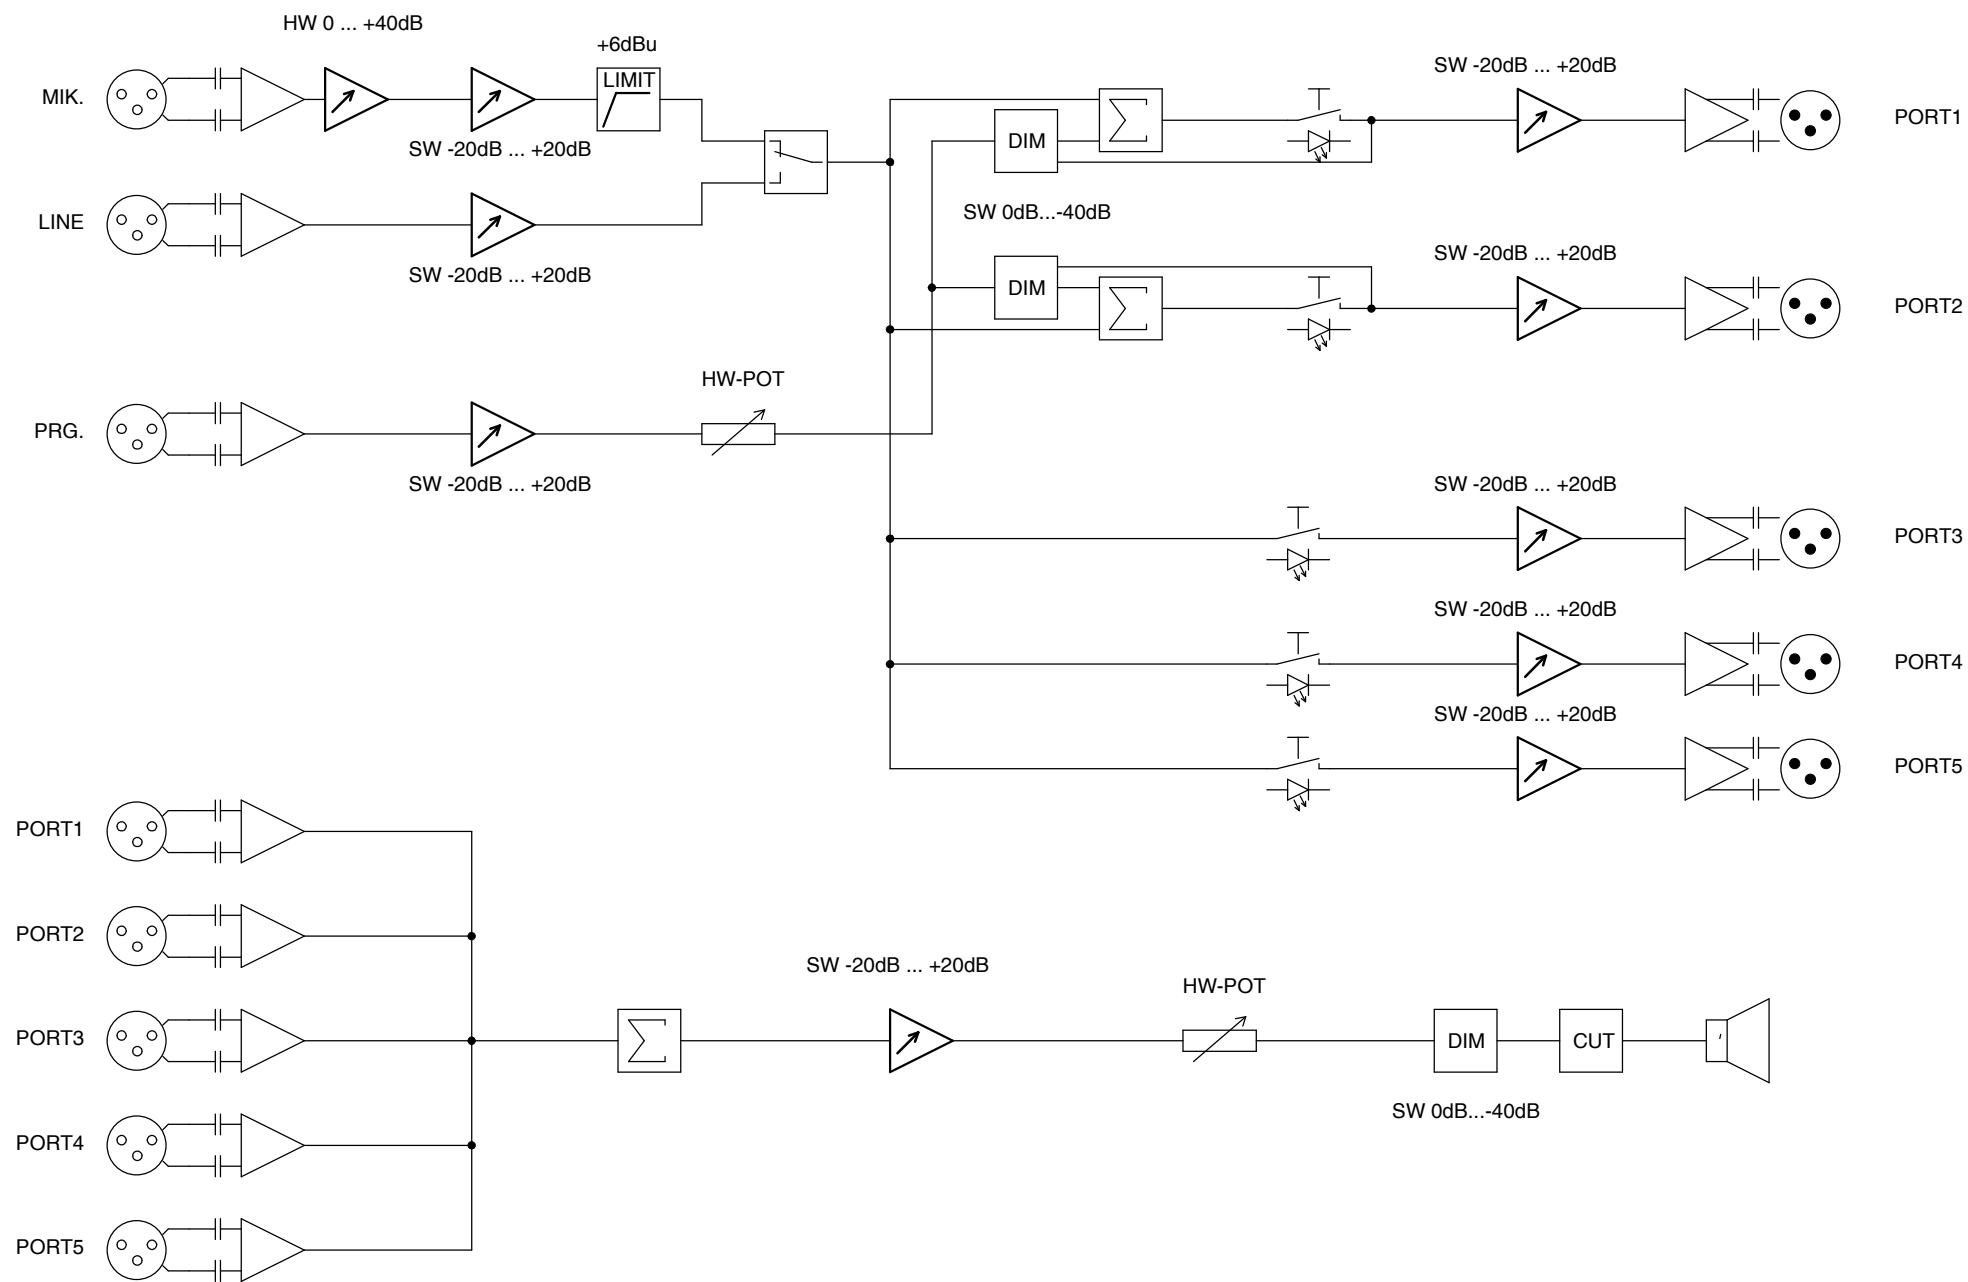 HW 0 ... +40dB
+6dBu
LIMIT
MIK.
SW -20dB ... +20dB
SW -20dB ... +20dB
PORT1
DIM
LINE
SW -20dB ... +20dB
SW 0dB...-40dB
SW -20dB ... +20dB
DIM
PORT2
HW-POT
PRG.
SW -20dB ... +20dB
SW -20dB ... +20dB
PORT3
SW -20dB ... +20dB
PORT4
SW -20dB ... +20dB
PORT5
PORT1
PORT2
SW -20dB ... +20dB
HW-POT
PORT3
DIM
CUT
SW 0dB...-40dB
PORT4
PORT5